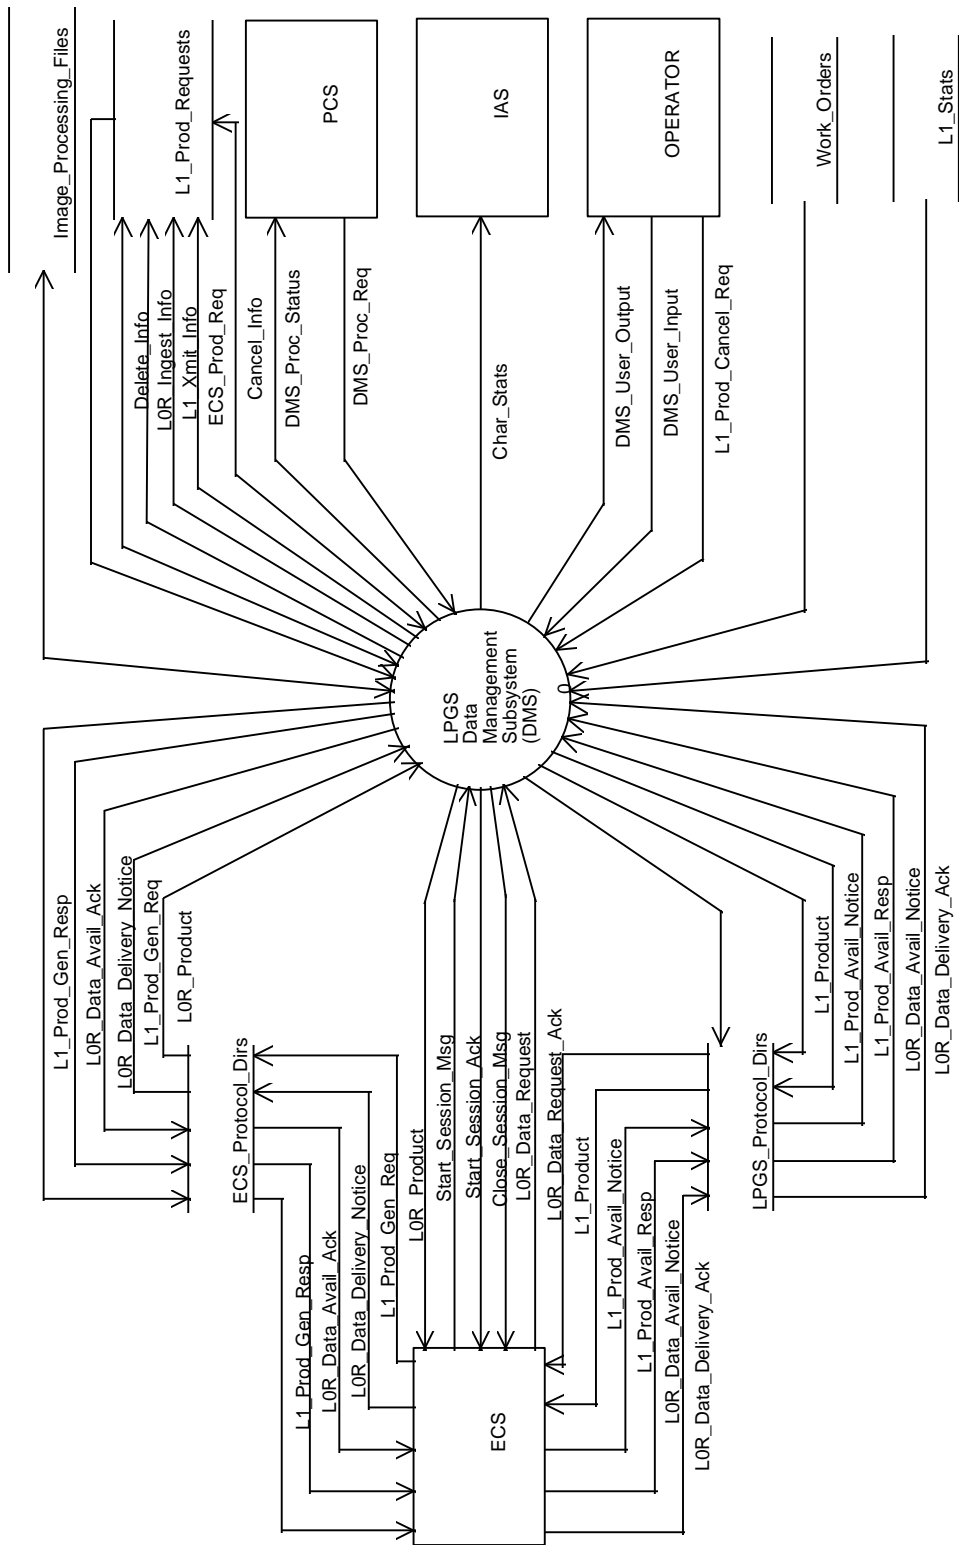 Image_Processing_Files
L1_Prod_Requests
PCS
IAS
OPERATOR
Work_Orders
L1_Stats
Delete_Info
L0R_Ingest_Info
L1_Xmit_Info
ECS_Prod_Req
Cancel_Info
DMS_Proc_Status
DMS_Proc_Req
Char_Stats
DMS_User_Output
DMS_User_Input
L1_Prod_Cancel_Req
LPGS
Data
Management
Subsystem
(DMS)
0
L1_Prod_Gen_Resp
L0R_Data_Avail_Ack
L0R_Data_Delivery_Notice
L1_Prod_Gen_Req
L0R_Product
ECS_Protocol_Dirs
L1_Prod_Gen_Resp
L0R_Data_Avail_Ack
L0R_Data_Delivery_Notice
L1_Prod_Gen_Req
L0R_Product
Start_Session_Msg
Start_Session_Ack
Close_Session_Msg
L0R_Data_Request
L0R_Data_Request_Ack
L1_Product
L1_Prod_Avail_Notice
L1_Prod_Avail_Resp
L0R_Data_Avail_Notice
L0R_Data_Delivery_Ack
ECS
LPGS_Protocol_Dirs
L1_Product
L1_Prod_Avail_Notice
L1_Prod_Avail_Resp
L0R_Data_Avail_Notice
L0R_Data_Delivery_Ack